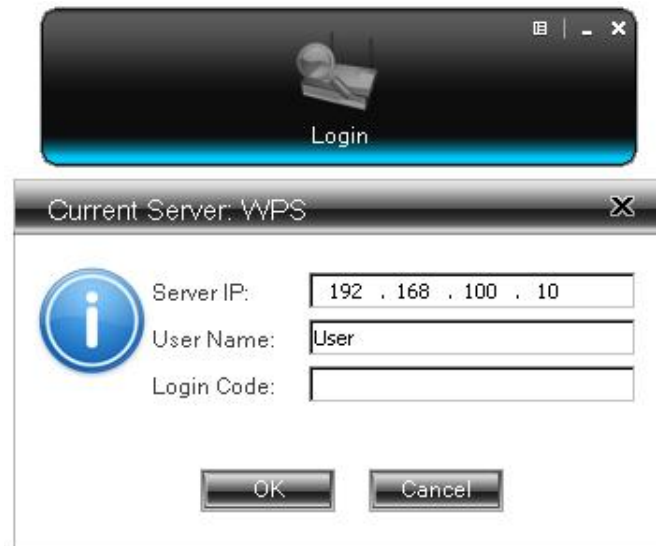 Login
Current Server: WPS
Server IP: 192 . 168 . 100 . 10
User Name: User
Login Code:
OK Cancel